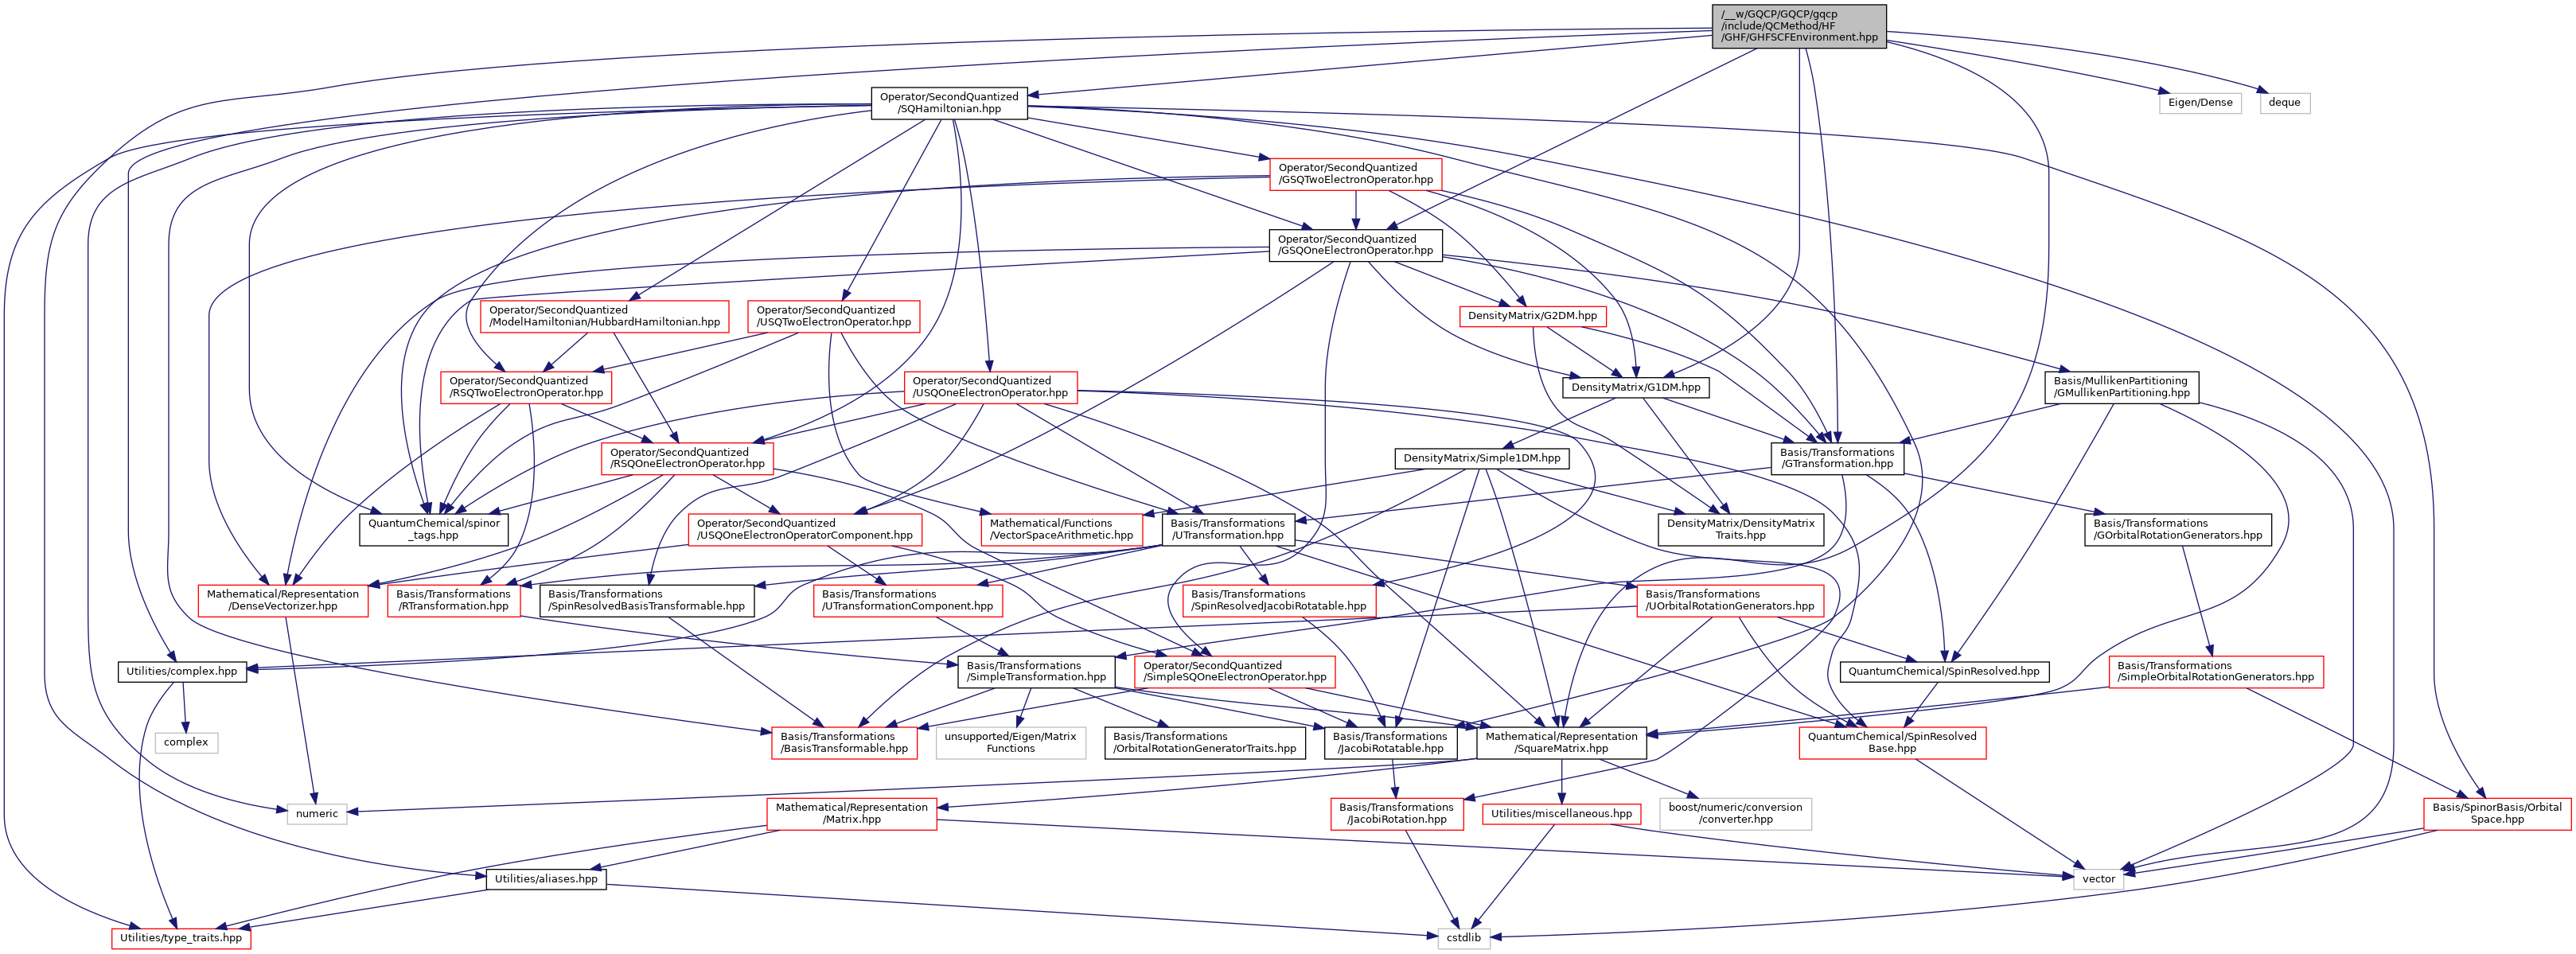 /__w/GQCP/GQCP/gqcp
/include/QCMethod/HF
/GHF/GHFSCFEnvironment.hpp
Operator/SecondQuantized
/SQHamiltonian.hpp
Eigen/Dense
deque
Operator/SecondQuantized
/GSQTwoElectronOperator.hpp
Operator/SecondQuantized
/GSQOneElectronOperator.hpp
Operator/SecondQuantized
/ModelHamiltonian/HubbardHamiltonian.hpp
Operator/SecondQuantized
/USQTwoElectronOperator.hpp
DensityMatrix/G2DM.hpp
Operator/SecondQuantized
/RSQTwoElectronOperator.hpp
Operator/SecondQuantized
/USQOneElectronOperator.hpp
DensityMatrix/G1DM.hpp
Basis/MullikenPartitioning
/GMullikenPartitioning.hpp
Operator/SecondQuantized
/RSQOneElectronOperator.hpp
DensityMatrix/Simple1DM.hpp
Basis/Transformations
/GTransformation.hpp
QuantumChemical/spinor
_tags.hpp
Operator/SecondQuantized
/USQOneElectronOperatorComponent.hpp
Mathematical/Functions
/VectorSpaceArithmetic.hpp
Basis/Transformations
/UTransformation.hpp
DensityMatrix/DensityMatrix
Traits.hpp
Basis/Transformations
/GOrbitalRotationGenerators.hpp
Mathematical/Representation
/DenseVectorizer.hpp
Basis/Transformations
/RTransformation.hpp
Basis/Transformations
/SpinResolvedBasisTransformable.hpp
Basis/Transformations
/UTransformationComponent.hpp
Basis/Transformations
/SpinResolvedJacobiRotatable.hpp
Basis/Transformations
/UOrbitalRotationGenerators.hpp
Utilities/complex.hpp
Basis/Transformations
/SimpleTransformation.hpp
Operator/SecondQuantized
/SimpleSQOneElectronOperator.hpp
QuantumChemical/SpinResolved.hpp
Basis/Transformations
/SimpleOrbitalRotationGenerators.hpp
complex
Basis/Transformations
/BasisTransformable.hpp
unsupported/Eigen/Matrix
Functions
Basis/Transformations
/OrbitalRotationGeneratorTraits.hpp
Basis/Transformations
/JacobiRotatable.hpp
Mathematical/Representation
/SquareMatrix.hpp
QuantumChemical/SpinResolved
Base.hpp
numeric
Mathematical/Representation
/Matrix.hpp
Basis/Transformations
/JacobiRotation.hpp
Utilities/miscellaneous.hpp
boost/numeric/conversion
/converter.hpp
Basis/SpinorBasis/Orbital
Space.hpp
Utilities/aliases.hpp
vector
Utilities/type_traits.hpp
cstdlib